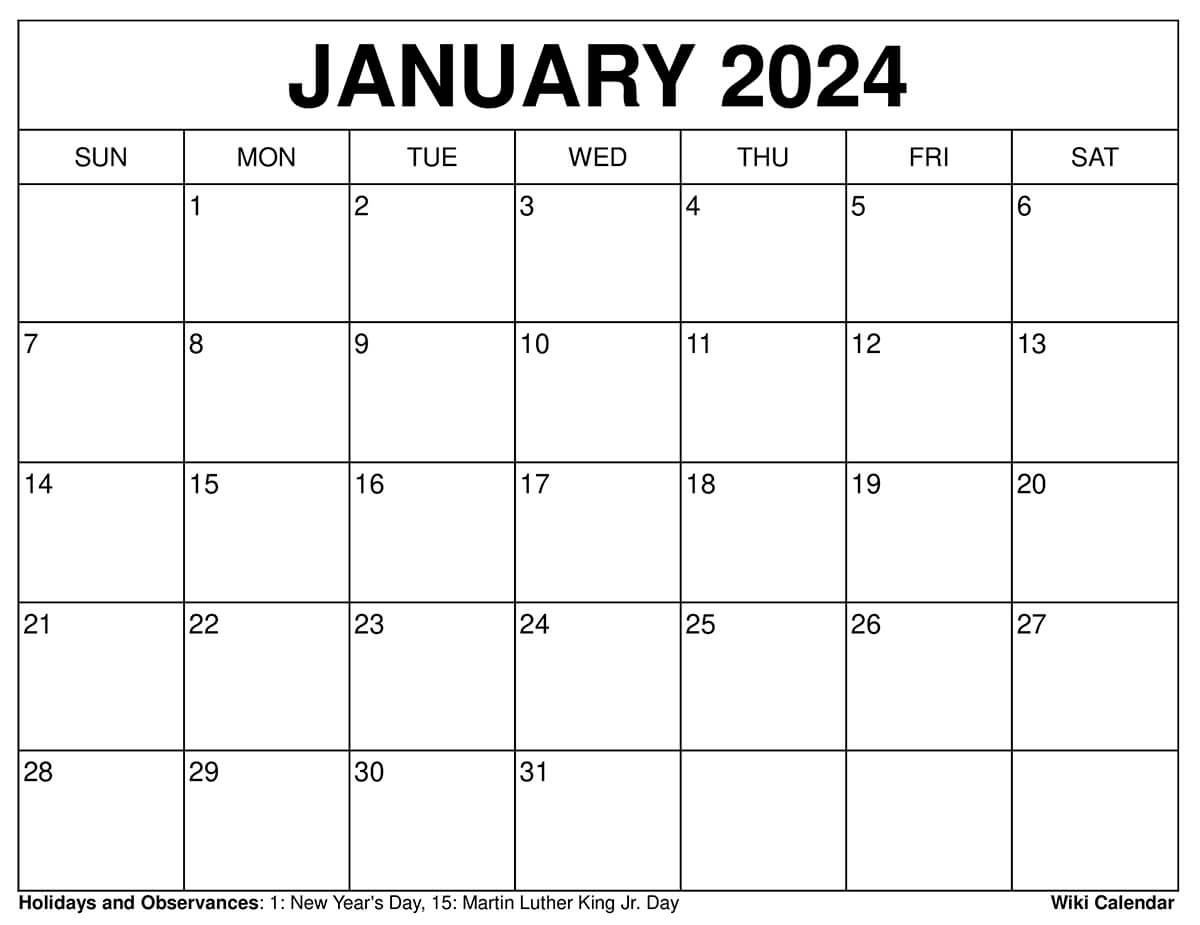 JANUARY 2024
SUN MON TUE WED THU FRI SAT
1 2 3 4 5 6
7 8 9 10 11 12 13
14 15 16 17 18 19 20
21 22 23 24 25 26 27
28 29 30 31
Holidays and Observances: 1: New Year's Day, 15: Martin Luther King Jr. Day Wiki Calendar